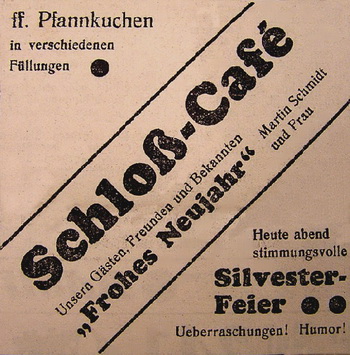 ff. Pfannkuchen
in verschiedenen
Füllungen
Schloß-Café
Unsern Gästen, Freunden und Bekannten
„Frohes Neujahr“
Martin Schmidt
und Frau
Heute abend
stimmungsvolle
Silvester-
Feier
Ueberraschungen! Humor!